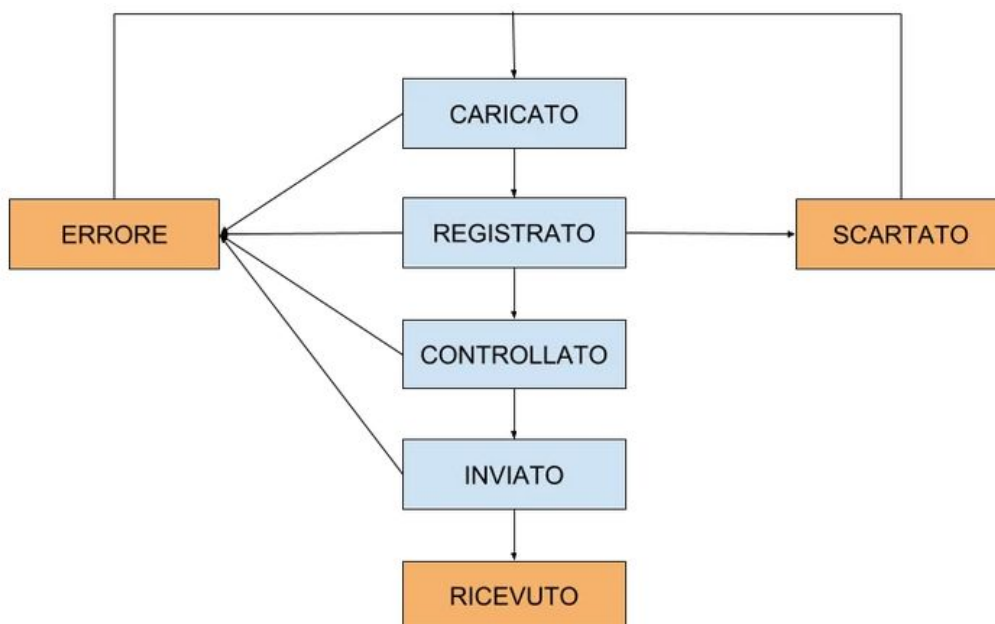 CARICATO
ERRORE
REGISTRATO
SCARTATO
CONTROLLATO
INVIATO
RICEVUTO